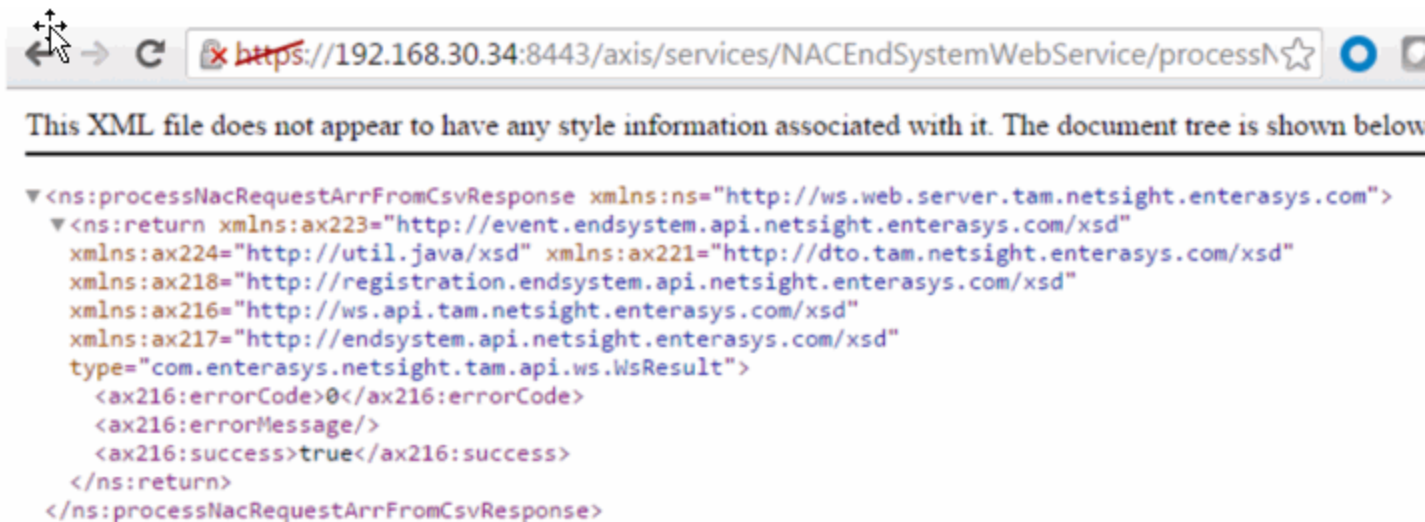 https://192.168.30.34:8443/axis/services/NACEndSystemWebService/processN
This XML file does not appear to have any style information associated with it. The document tree is shown below
▼<ns:processNacRequestArrFromCsvResponse xmlns:ns="http://ws.web.server.tam.netsight.enterasys.com">
▼<ns:return xmlns:ax223="http://event.endsystem.api.netsight.enterasys.com/xsd"
xmlns:ax224="http://util.java/xsd" xmlns:ax221="http://dto.tam.netsight.enterasys.com/xsd"
xmlns:ax218="http://registration.endsystem.api.netsight.enterasys.com/xsd"
xmlns:ax216="http://ws.api.tam.netsight.enterasys.com/xsd"
xmlns:ax217="http://endsystem.api.netsight.enterasys.com/xsd"
type="com.enterasys.netsight.tam.api.ws.WsResult">
<ax216:errorCode>0</ax216:errorCode>
<ax216:errorMessage/>
<ax216:success>true</ax216:success>
</ns:return>
</ns:processNacRequestArrFromCsvResponse>